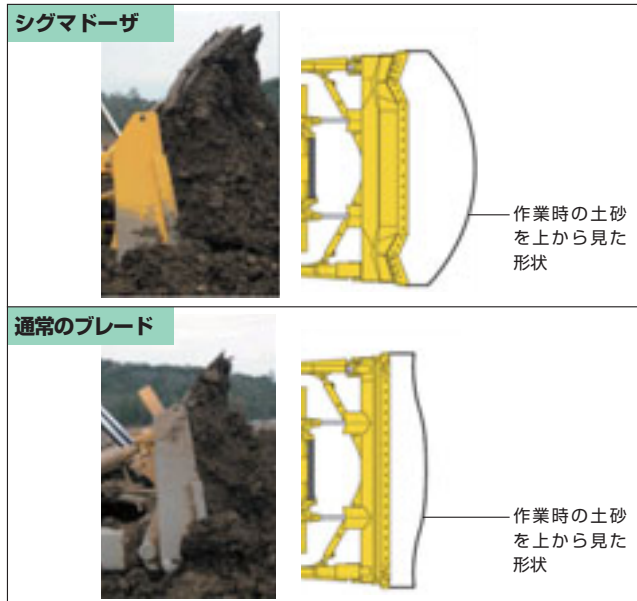 シグマドーザ
作業時の土砂
を上から見た
形状
通常のブレード
作業時の土砂
を上から見た
形状